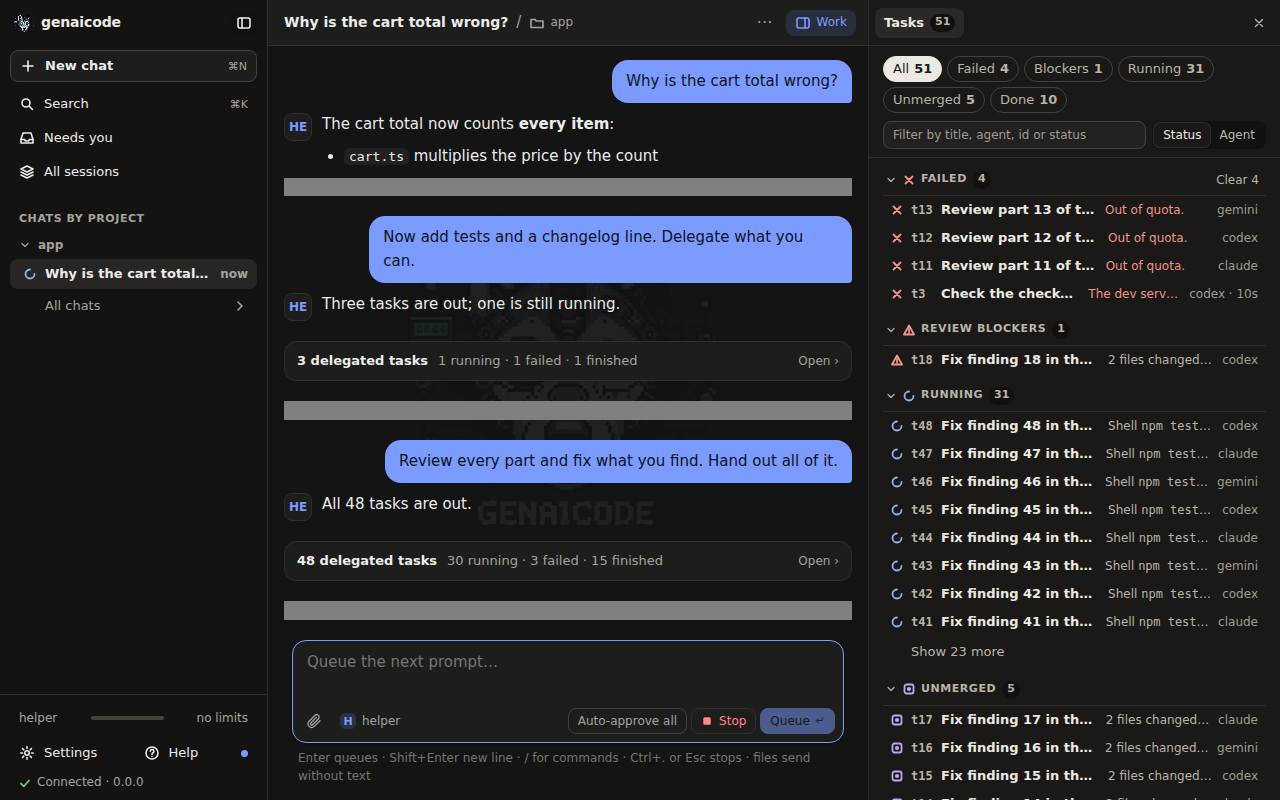 genaicode
New chat ⌘N
Search ⌘K
Needs you
All sessions
CHATS BY PROJECT
app
Why is the cart total... now
All chats
helper no limits
Settings Help
Connected · 0.0.0
Why is the cart total wrong? / app ··· Work
Why is the cart total wrong?
HE The cart total now counts every item:
• cart.ts multiplies the price by the count
Now add tests and a changelog line. Delegate what you
can.
HE Three tasks are out; one is still running.
3 delegated tasks 1 running · 1 failed · 1 finished Open ›
Review every part and fix what you find. Hand out all of it.
HE All 48 tasks are out.
GENAICODE
48 delegated tasks 30 running · 3 failed · 15 finished Open ›
Queue the next prompt...
H helper Auto-approve all Stop Queue ↵
Enter queues · Shift+Enter new line · / for commands · Ctrl+. or Esc stops · files send
without text
Tasks 51
All 51 Failed 4 Blockers 1 Running 31
Unmerged 5 Done 10
Filter by title, agent, id or status Status Agent
FAILED 4 Clear 4
t13 Review part 13 of t... Out of quota. gemini
t12 Review part 12 of t... Out of quota. codex
t11 Review part 11 of t... Out of quota. claude
t3 Check the check... The dev serv... codex · 10s
REVIEW BLOCKERS 1
t18 Fix finding 18 in th... 2 files changed... codex
RUNNING 31
t48 Fix finding 48 in th... Shell npm test... codex
t47 Fix finding 47 in th... Shell npm test... claude
t46 Fix finding 46 in th... Shell npm test... gemini
t45 Fix finding 45 in th... Shell npm test... codex
t44 Fix finding 44 in th... Shell npm test... claude
t43 Fix finding 43 in th... Shell npm test... gemini
t42 Fix finding 42 in th... Shell npm test... codex
t41 Fix finding 41 in th... Shell npm test... claude
Show 23 more
UNMERGED 5
t17 Fix finding 17 in th... 2 files changed... claude
t16 Fix finding 16 in th... 2 files changed... gemini
t15 Fix finding 15 in th... 2 files changed... codex